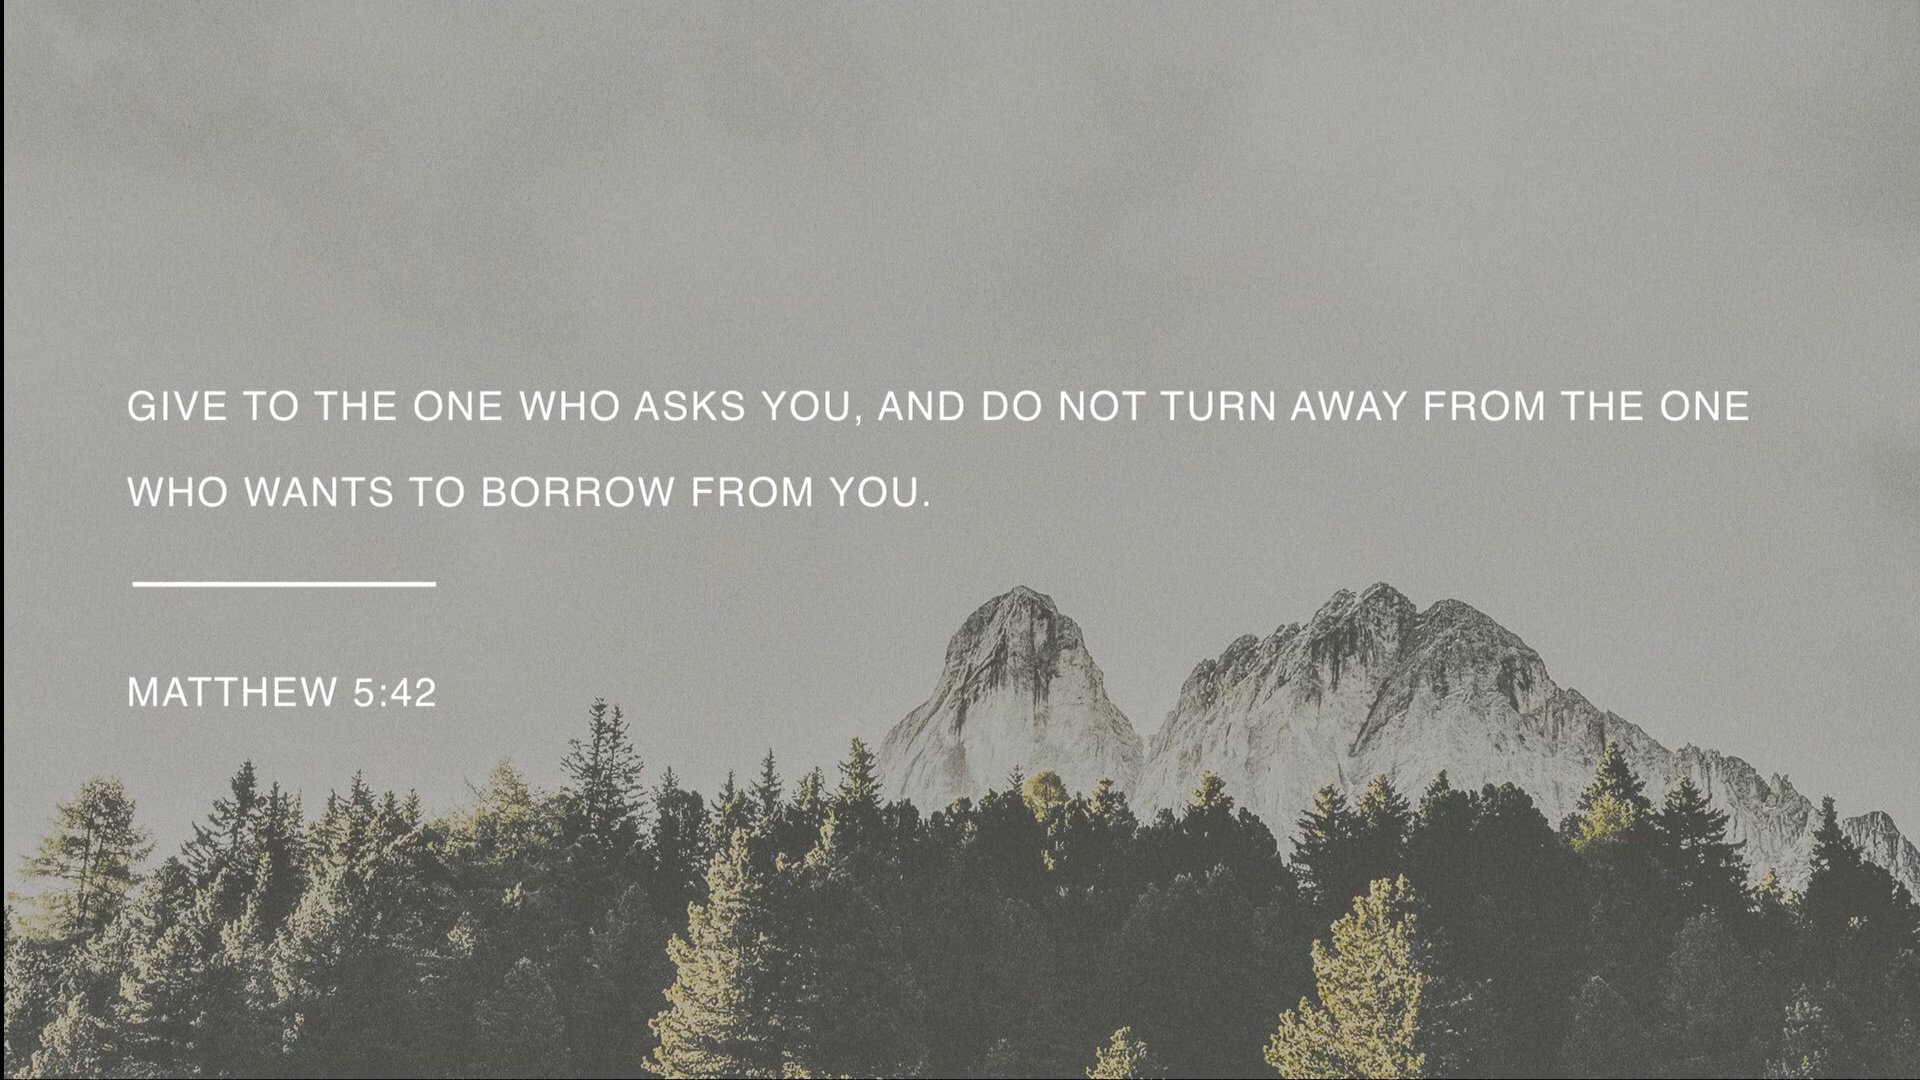 GIVE TO THE ONE WHO ASKS YOU, AND DO NOT TURN AWAY FROM THE ONE
WHO WANTS TO BORROW FROM YOU.
MATTHEW 5:42